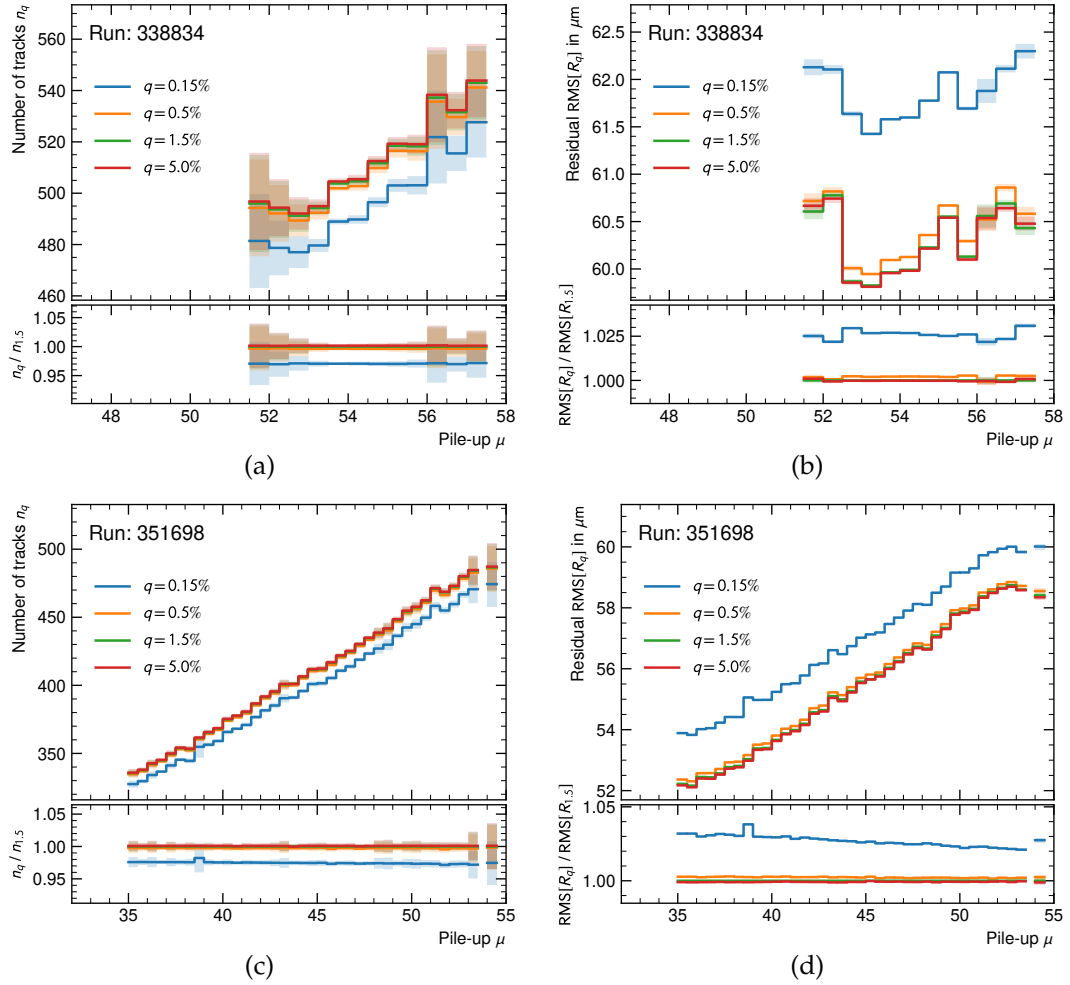 Run: 338834
Number of tracks n_q
560
540
520
500
480
460
q = 0.15%
q = 0.5%
q = 1.5%
q = 5.0%
n_q / n_1.5
1.05
1.00
0.95
48 50 52 54 56 58
Pile-up μ
(a)
Run: 338834
Residual RMS[R_q] in μm
62.5
62.0
61.5
61.0
60.5
60.0
q = 0.15%
q = 0.5%
q = 1.5%
q = 5.0%
RMS[R_q] / RMS[R_1.5]
1.025
1.000
48 50 52 54 56 58
Pile-up μ
(b)
Run: 351698
Number of tracks n_q
500
450
400
350
q = 0.15%
q = 0.5%
q = 1.5%
q = 5.0%
n_q / n_1.5
1.05
1.00
0.95
35 40 45 50 55
Pile-up μ
(c)
Run: 351698
Residual RMS[R_q] in μm
60
58
56
54
52
q = 0.15%
q = 0.5%
q = 1.5%
q = 5.0%
RMS[R_q] / RMS[R_1.5]
1.05
1.00
35 40 45 50 55
Pile-up μ
(d)